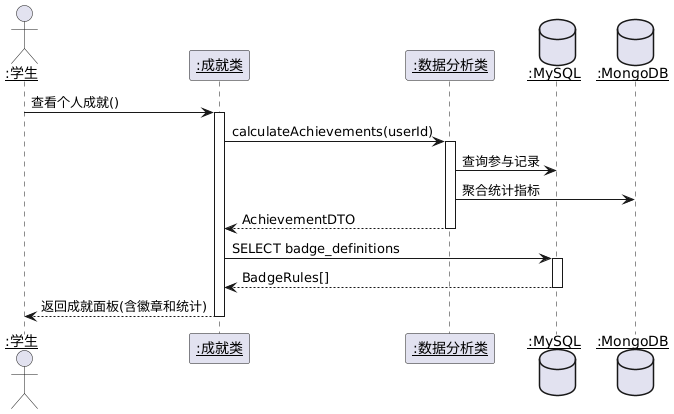 :学生
:成就类
:数据分析类
:MySQL
:MongoDB
查看个人成就()
calculateAchievements(userId)
查询参与记录
聚合统计指标
AchievementDTO
SELECT badge_definitions
BadgeRules[]
返回成就面板(含徽章和统计)
:学生
:成就类
:数据分析类
:MySQL
:MongoDB